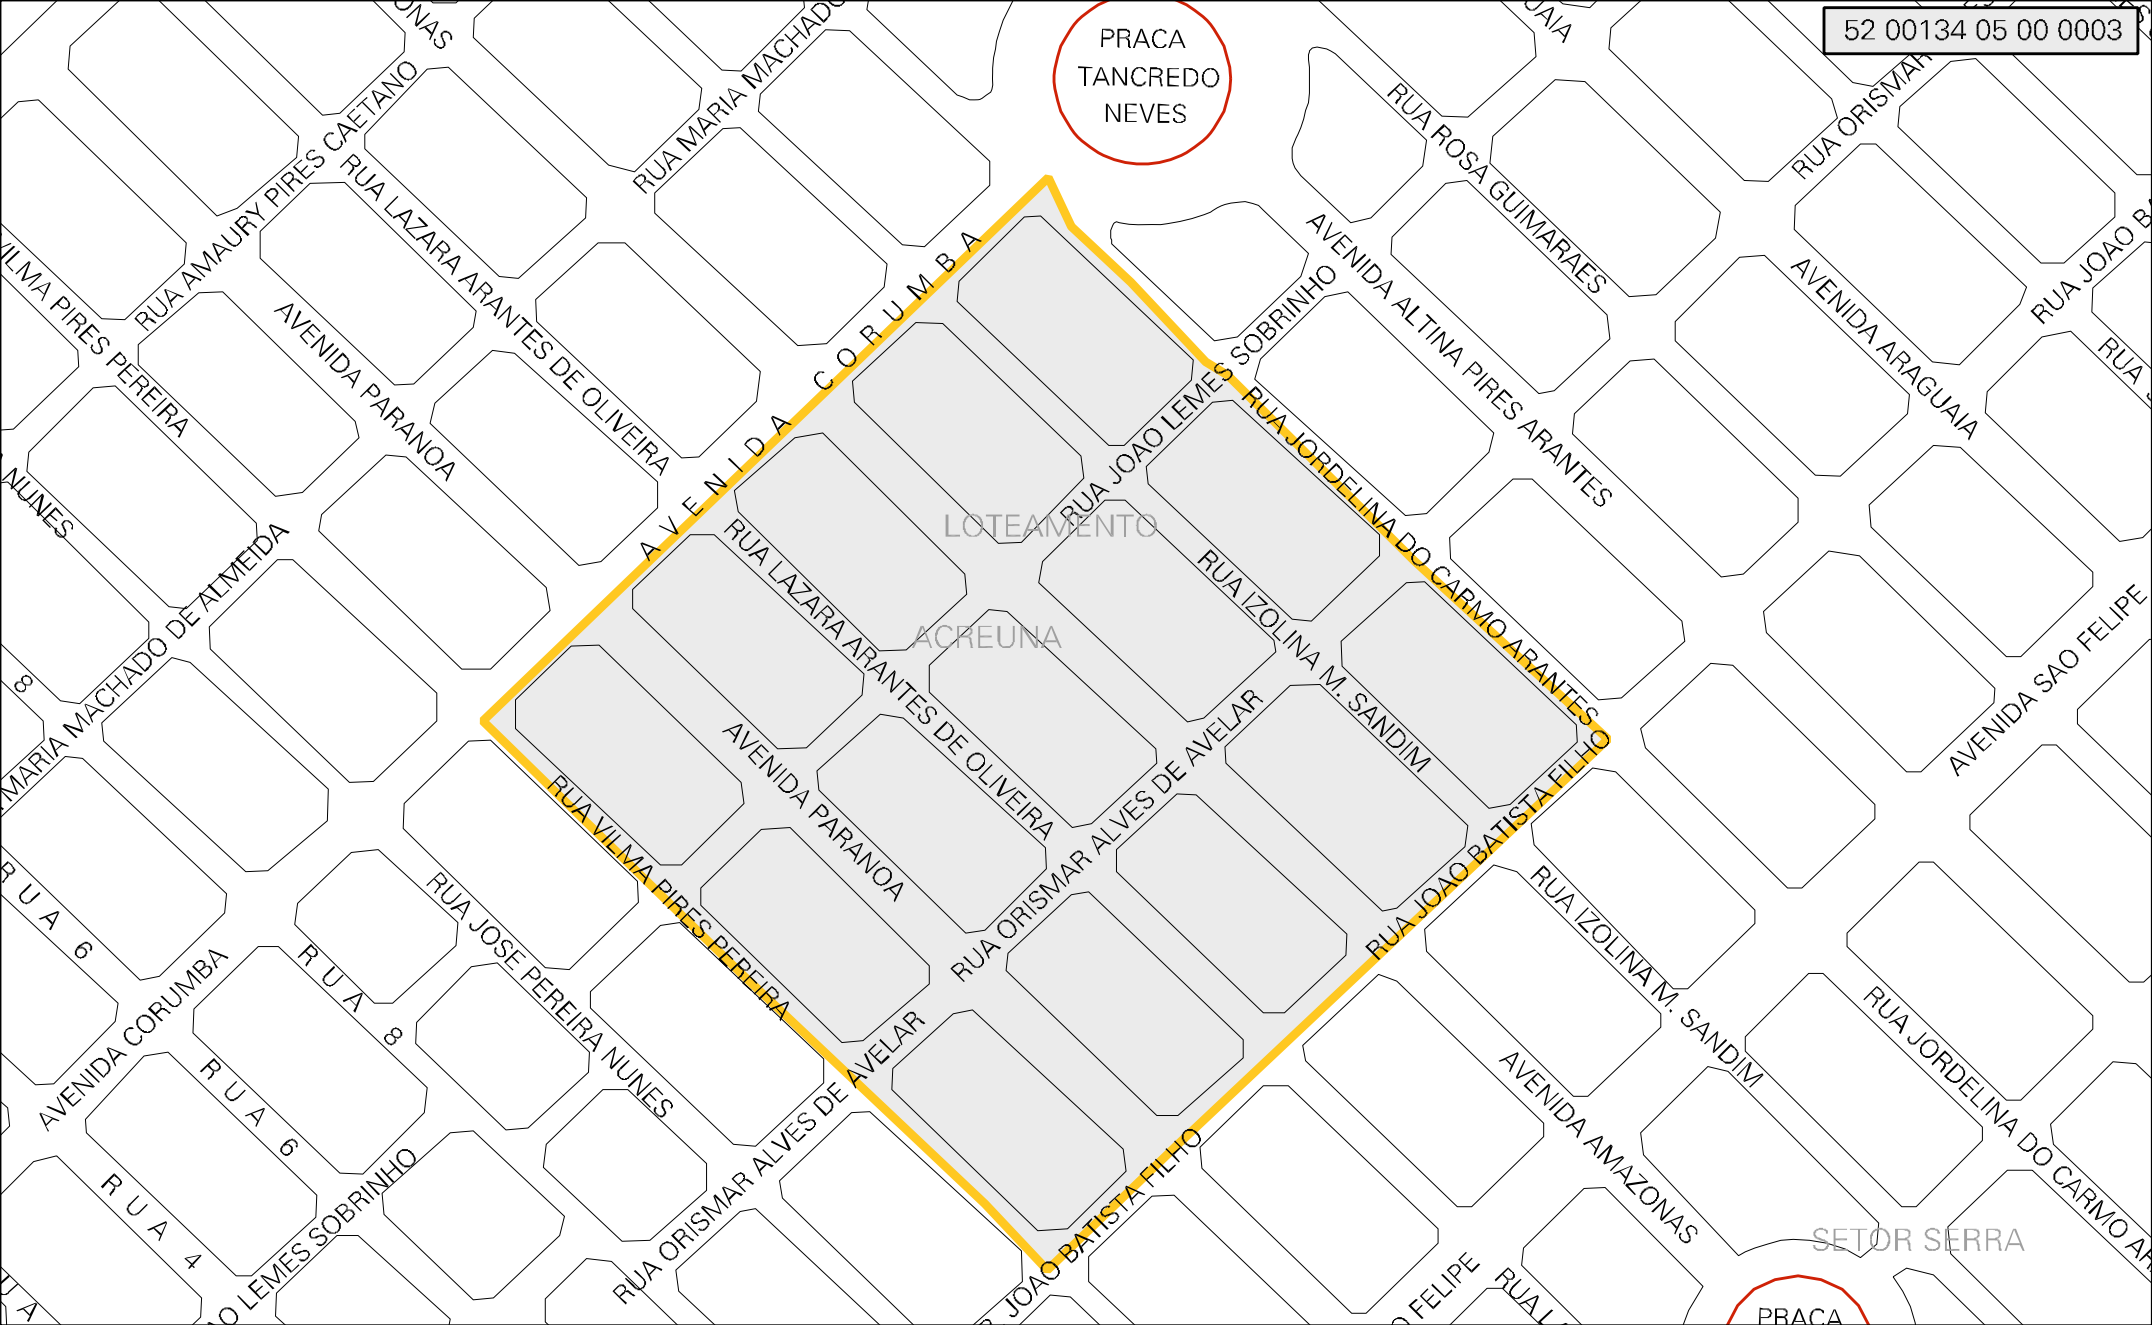 52 00134 05 00 0003
PRACA
TANCREDO
NEVES
RUA MARIA MACHADO
RUA AMAURY PIRES CAETANO
RUA LAZARA ARANTES DE OLIVEIRA
AVENIDA PARANOA
VILMA PIRES PEREIRA
NUNES
RUA ROSA GUIMARAES
RUA ORISMAR
AVENIDA ALTINA PIRES ARANTES
AVENIDA ARAGUAIA
RUA JOAO
RUA
AVENIDA CORUMBA
RUA JOAO LEMES SOBRINHO
RUA JORDELINA DO CARMO ARANTES
LOTEAMENTO
ACREUNA
RUA LAZARA ARANTES DE OLIVEIRA
RUA IZOLINA M. SANDIM
AVENIDA PARANOA
RUA ORISMAR ALVES DE AVELAR
RUA VILMA PIRES PEREIRA
RUA JOAO BATISTA FILHO
AVENIDA SAO FELIPE
MARIA MACHADO DE ALMEIDA
8
RUA 6
RUA JOSE PEREIRA NUNES
RUA 8
AVENIDA CORUMBA
RUA 6
RUA 4
LEMES SOBRINHO
RUA ORISMAR ALVES DE AVELAR
JOAO BATISTA FILHO
RUA IZOLINA M. SANDIM
RUA JORDELINA DO CARMO
AVENIDA AMAZONAS
SETOR SERRA
FELIPE
RUA
PRACA